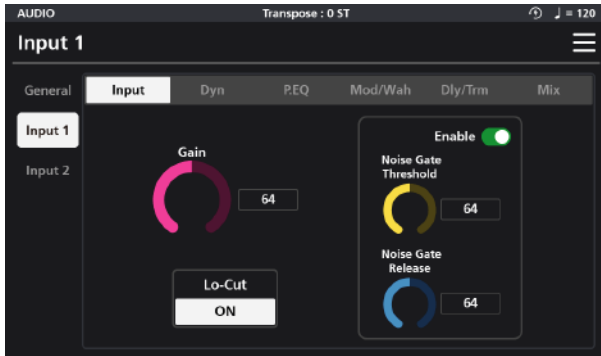 AUDIO Transpose : 0 ST ♩ = 120
Input 1
General Input Dyn P.EQ Mod/Wah Dly/Trm Mix
Input 1
Input 2
Gain
64
Lo-Cut
ON
Enable
Noise Gate
Threshold
64
Noise Gate
Release
64